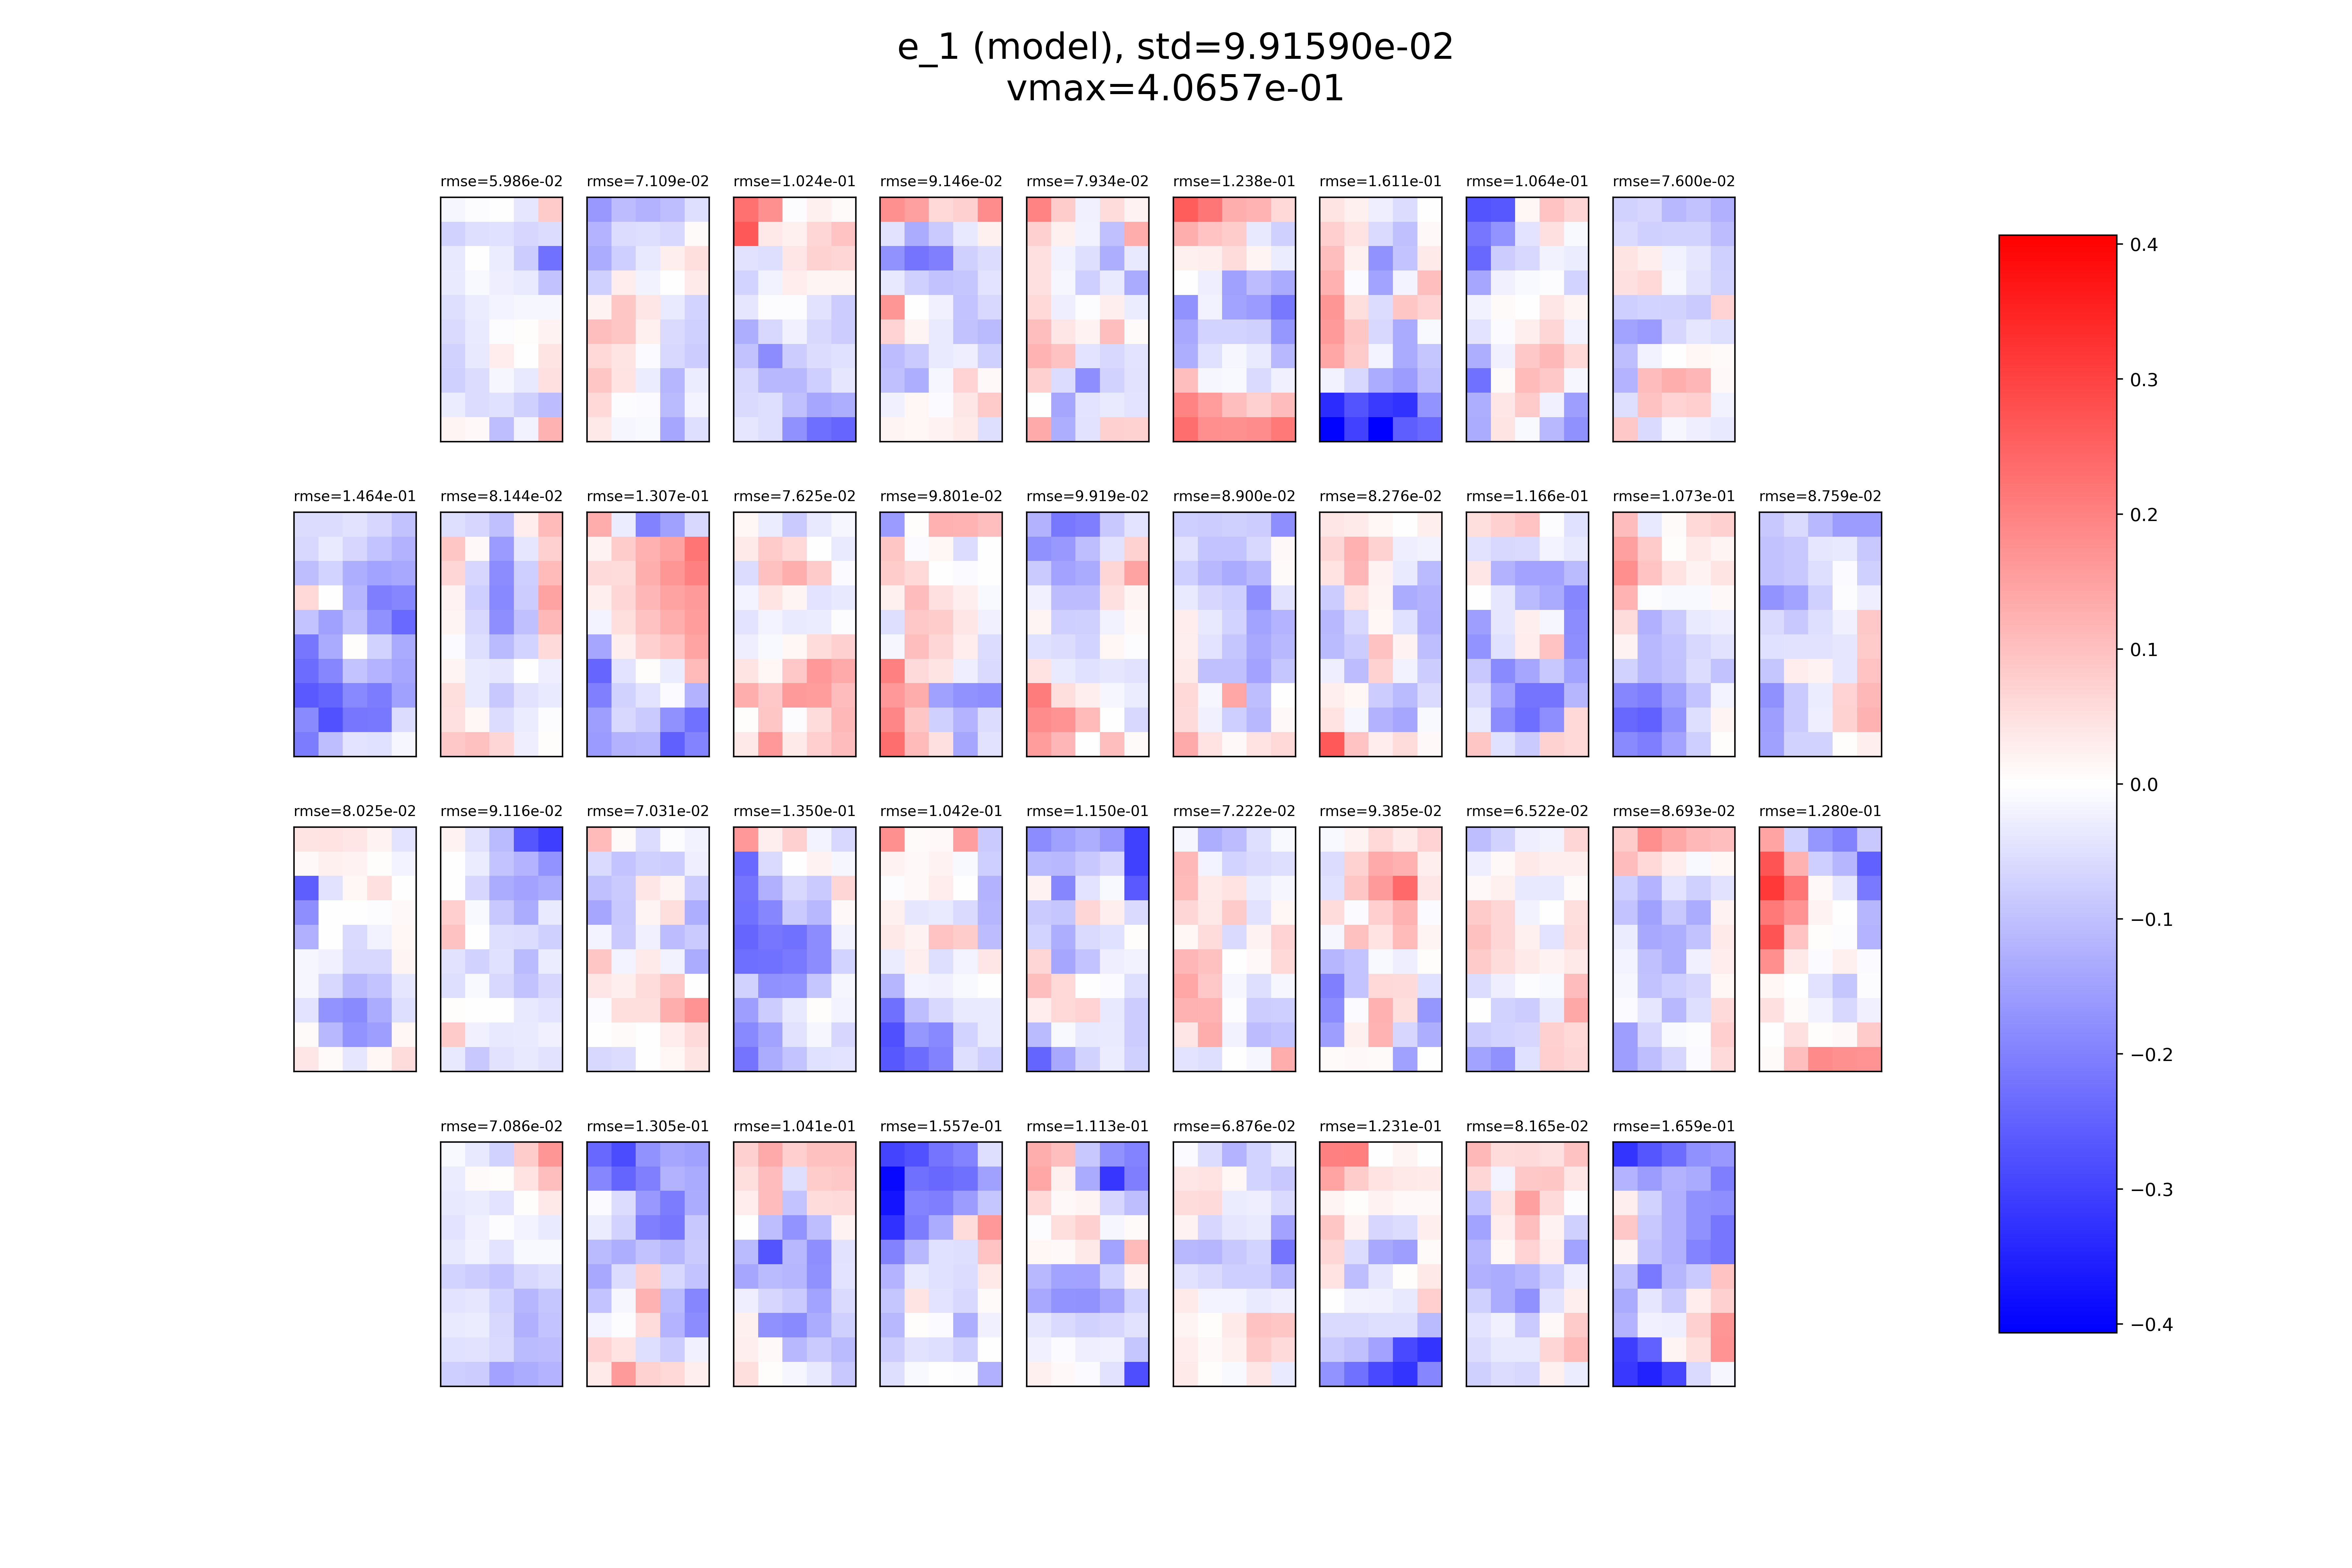 e_1 (model), std=9.91590e-02
vmax=4.0657e-01
rmse=5.986e-02 rmse=7.109e-02 rmse=1.024e-01 rmse=9.146e-02 rmse=7.934e-02 rmse=1.238e-01 rmse=1.611e-01 rmse=1.064e-01 rmse=7.600e-02
rmse=1.464e-01 rmse=8.144e-02 rmse=1.307e-01 rmse=7.625e-02 rmse=9.801e-02 rmse=9.919e-02 rmse=8.900e-02 rmse=8.276e-02 rmse=1.166e-01 rmse=1.073e-01 rmse=8.759e-02
rmse=8.025e-02 rmse=9.116e-02 rmse=7.031e-02 rmse=1.350e-01 rmse=1.042e-01 rmse=1.150e-01 rmse=7.222e-02 rmse=9.385e-02 rmse=6.522e-02 rmse=8.693e-02 rmse=1.280e-01
rmse=7.086e-02 rmse=1.305e-01 rmse=1.041e-01 rmse=1.557e-01 rmse=1.113e-01 rmse=6.876e-02 rmse=1.231e-01 rmse=8.165e-02 rmse=1.659e-01
0.4
0.3
0.2
0.1
0.0
−0.1
−0.2
−0.3
−0.4